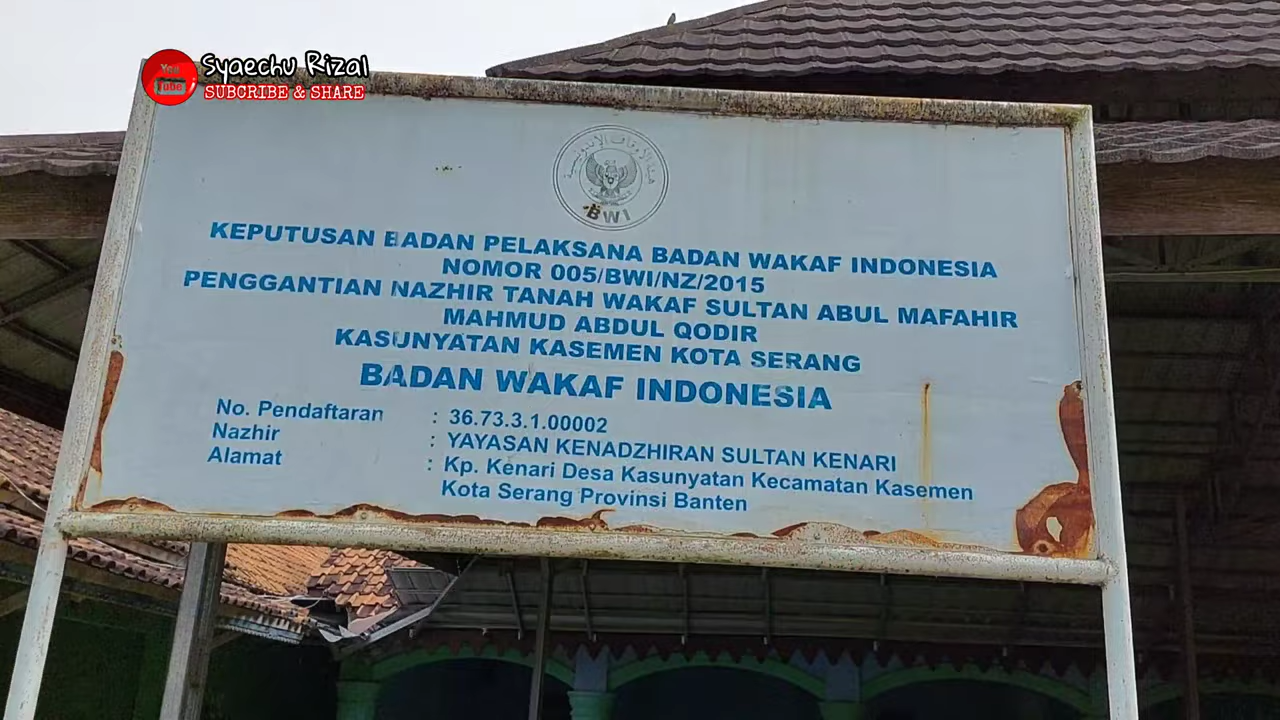 You
Tube
Syaechu Rizal
SUBCRIBE & SHARE
BWI
KEPUTUSAN BADAN PELAKSANA BADAN WAKAF INDONESIA
NOMOR 005/BWI/NZ/2015
PENGGANTIAN NAZHIR TANAH WAKAF SULTAN ABUL MAFAHIR
MAHMUD ABDUL QODIR
KASUNYATAN KASEMEN KOTA SERANG
BADAN WAKAF INDONESIA
No. Pendaftaran : 36.73.3.1.00002
Nazhir : YAYASAN KENADZHIRAN SULTAN KENARI
Alamat : Kp. Kenari Desa Kasunyatan Kecamatan Kasemen
Kota Serang Provinsi Banten